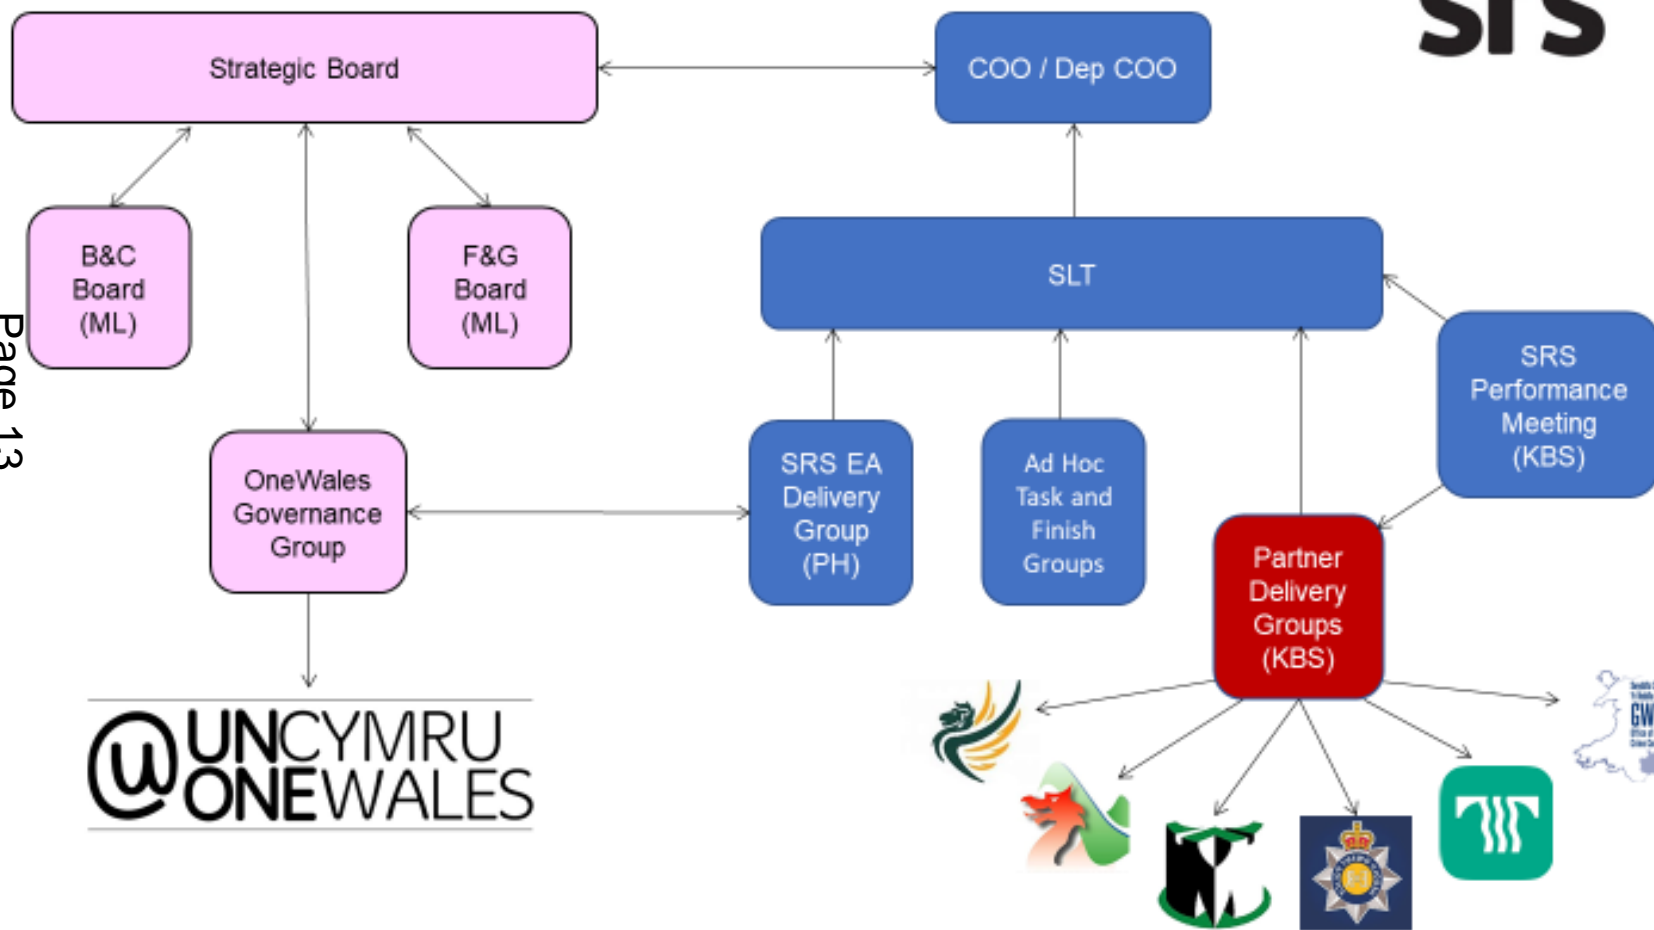 srs
Strategic Board
COO / Dep COO
B&C
Board
(ML)
F&G
Board
(ML)
SLT
Page 13
SRS
Performance
Meeting
(KBS)
OneWales
Governance
Group
SRS EA
Delivery
Group
(PH)
Ad Hoc
Task and
Finish
Groups
Partner
Delivery
Groups
(KBS)
@UNCYMRU
ONEWALES
GW